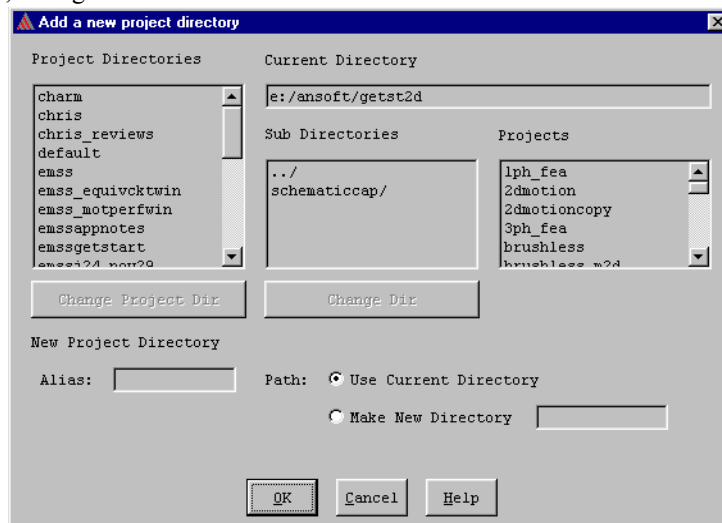 Add a new project directory
Project Directories
charm
chris
chris_reviews
default
emss
emss_equivcktwin
emss_motperfwin
emssappnotes
emssgetstart
emssi24_nov29
Change Project Dir
Current Directory
e:/ansoft/getst2d
Sub Directories
../
schematiccap/
Change Dir
Projects
1ph_fea
2dmotion
2dmotioncopy
3ph_fea
brushless
brushless_m2d
New Project Directory
Alias:
Path:
Use Current Directory
Make New Directory
OK
Cancel
Help